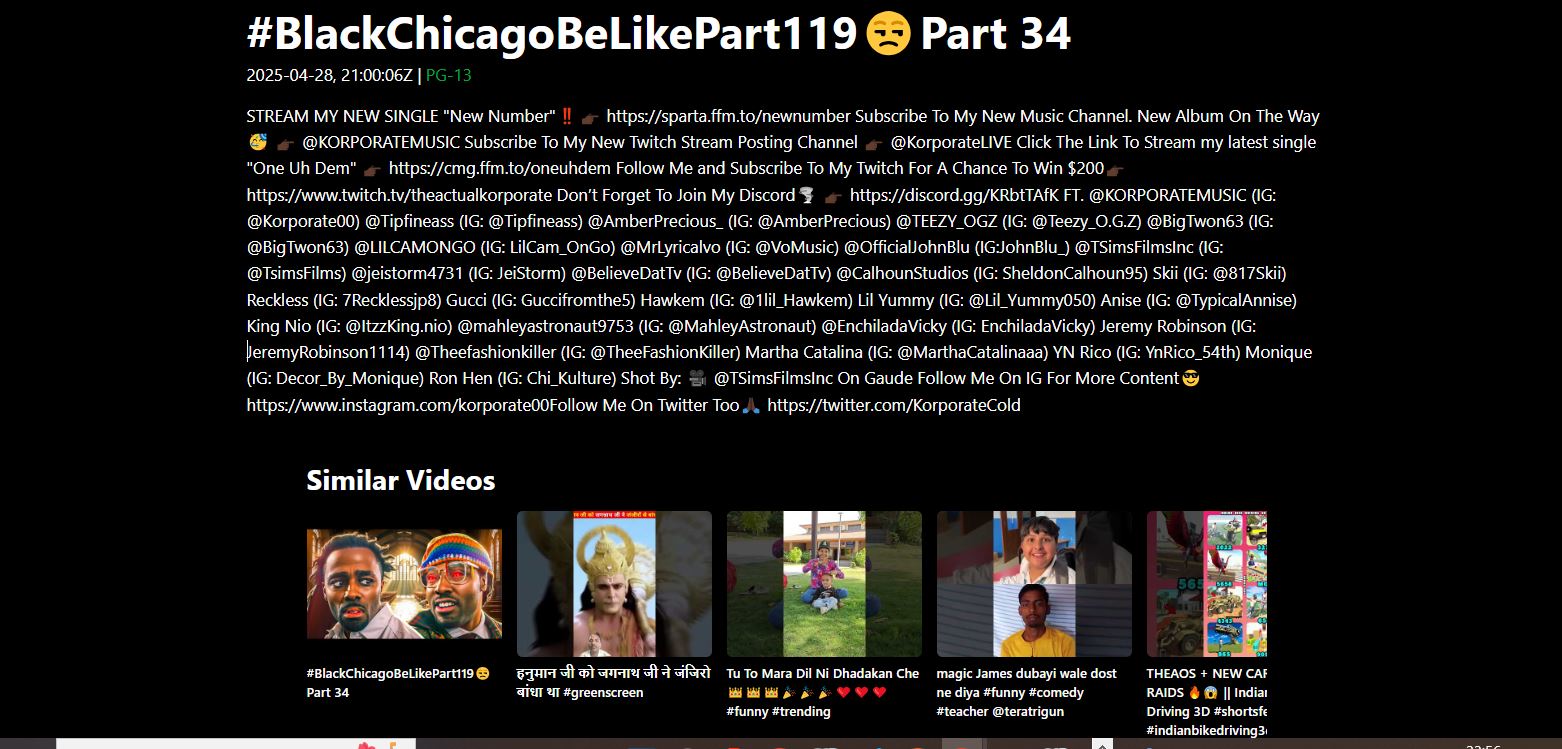 #BlackChicagoBeLikePart119😒 Part 34
2025-04-28, 21:00:06Z | PG-13
STREAM MY NEW SINGLE "New Number" ‼️ 👉🏿 https://sparta.ffm.to/newnumber Subscribe To My New Music Channel. New Album On The Way
😴 👉🏿 @KORPORATEMUSIC Subscribe To My New Twitch Stream Posting Channel 👉🏿 @KorporateLIVE Click The Link To Stream my latest single
"One Uh Dem" 👉🏿 https://cmg.ffm.to/oneuhdem Follow Me and Subscribe To My Twitch For A Chance To Win $200👉🏿
https://www.twitch.tv/theactualkorporate Don’t Forget To Join My Discord🌪 👉🏿 https://discord.gg/KRbtTAfK FT. @KORPORATEMUSIC (IG:
@Korporate00) @Tipfineass (IG: @Tipfineass) @AmberPrecious_ (IG: @AmberPrecious) @TEEZY_OGZ (IG: @Teezy_O.G.Z) @BigTwon63 (IG:
@BigTwon63) @LILCAMONGO (IG: LilCam_OnGo) @MrLyricalvo (IG: @VoMusic) @OfficialJohnBlu (IG:JohnBlu_) @TSimsFilmsInc (IG:
@TsimsFilms) @jeistorm4731 (IG: JeiStorm) @BelieveDatTv (IG: @BelieveDatTv) @CalhounStudios (IG: SheldonCalhoun95) Skii (IG: @817Skii)
Reckless (IG: 7Recklessjp8) Gucci (IG: Guccifromthe5) Hawkem (IG: @1lil_Hawkem) Lil Yummy (IG: @Lil_Yummy050) Anise (IG: @TypicalAnnise)
King Nio (IG: @ItzzKing.nio) @mahleyastronaut9753 (IG: @MahleyAstronaut) @EnchiladaVicky (IG: EnchiladaVicky) Jeremy Robinson (IG:
JeremyRobinson1114) @Theefashionkiller (IG: @TheeFashionKiller) Martha Catalina (IG: @MarthaCatalinaaa) YN Rico (IG: YnRico_54th) Monique
(IG: Decor_By_Monique) Ron Hen (IG: Chi_Kulture) Shot By: 🎥 @TSimsFilmsInc On Gaude Follow Me On IG For More Content😎
https://www.instagram.com/korporate00Follow Me On Twitter Too🙏🏿 https://twitter.com/KorporateCold
Similar Videos
#BlackChicagoBeLikePart119😒
Part 34
हनुमान जी को जगनाथ जी ने जंजिरो
बांधा था #greenscreen
Tu To Mara Dil Ni Dhadakan Che
👑 👑 👑 🎉 🎉 🎉 ❤️ ❤️ ❤️
#funny #trending
magic James dubayi wale dost
ne diya #funny #comedy
#teacher @teratrigun
THEAOS + NEW CAR
RAIDS 🔥😱 || Indian
Driving 3D #shortsfe
#indianbikedriving3d